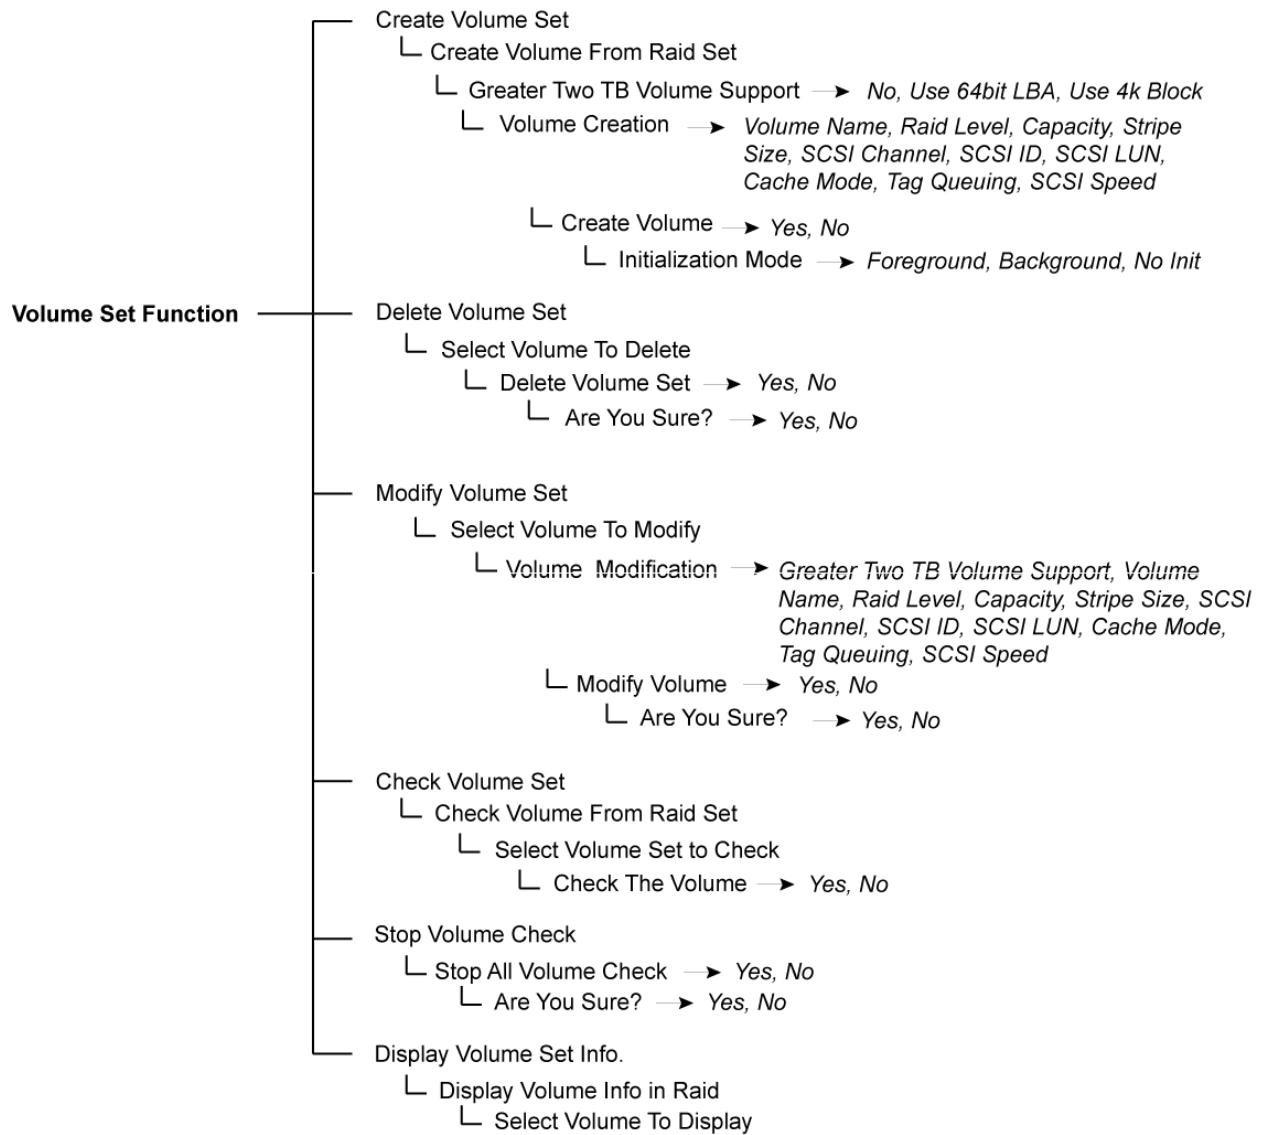 Create Volume Set
Create Volume From Raid Set
Greater Two TB Volume Support No, Use 64bit LBA, Use 4k Block
Volume Creation Volume Name, Raid Level, Capacity, Stripe
Size, SCSI Channel, SCSI ID, SCSI LUN,
Cache Mode, Tag Queuing, SCSI Speed
Create Volume Yes, No
Initialization Mode Foreground, Background, No Init
Volume Set Function Delete Volume Set
Select Volume To Delete
Delete Volume Set Yes, No
Are You Sure? Yes, No
Modify Volume Set
Select Volume To Modify
Volume Modification Greater Two TB Volume Support, Volume
Name, Raid Level, Capacity, Stripe Size, SCSI
Channel, SCSI ID, SCSI LUN, Cache Mode,
Tag Queuing, SCSI Speed
Modify Volume Yes, No
Are You Sure? Yes, No
Check Volume Set
Check Volume From Raid Set
Select Volume Set to Check
Check The Volume Yes, No
Stop Volume Check
Stop All Volume Check Yes, No
Are You Sure? Yes, No
Display Volume Set Info.
Display Volume Info in Raid
Select Volume To Display